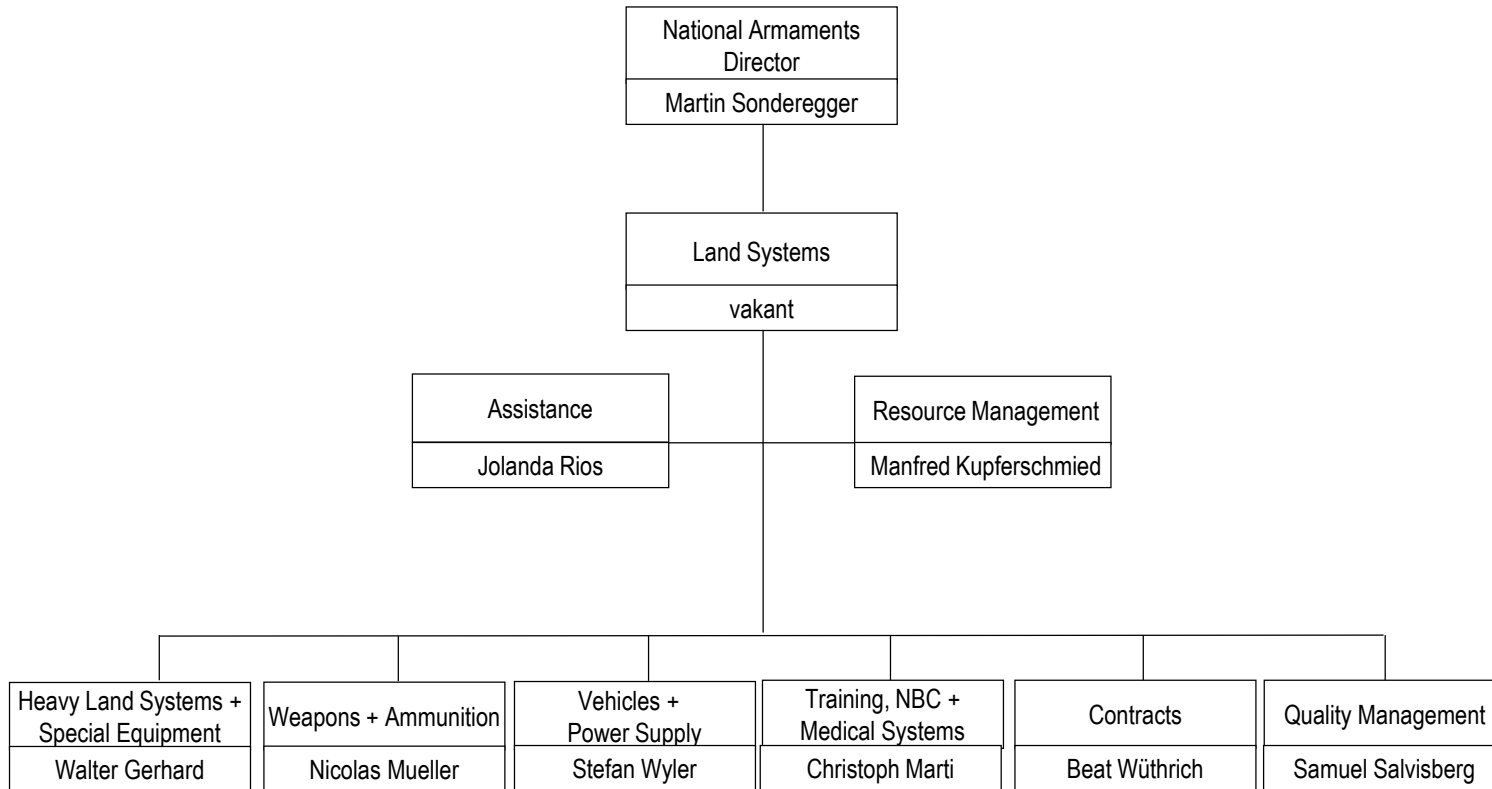 National Armaments
Director
Martin Sonderegger
Land Systems
vakant
Assistance
Jolanda Rios
Resource Management
Manfred Kupferschmied
Heavy Land Systems +
Special Equipment
Walter Gerhard
Weapons + Ammunition
Nicolas Mueller
Vehicles +
Power Supply
Stefan Wyler
Training, NBC +
Medical Systems
Christoph Marti
Contracts
Beat Wüthrich
Quality Management
Samuel Salvisberg